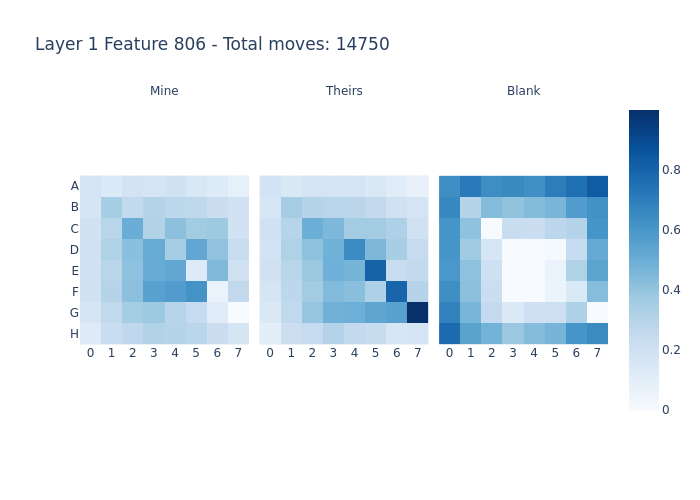 Layer 1 Feature 806 - Total moves: 14750
Mine Theirs Blank
A
B
C
D
E
F
G
H
0 1 2 3 4 5 6 7 0 1 2 3 4 5 6 7 0 1 2 3 4 5 6 7
0.8
0.6
0.4
0.2
0